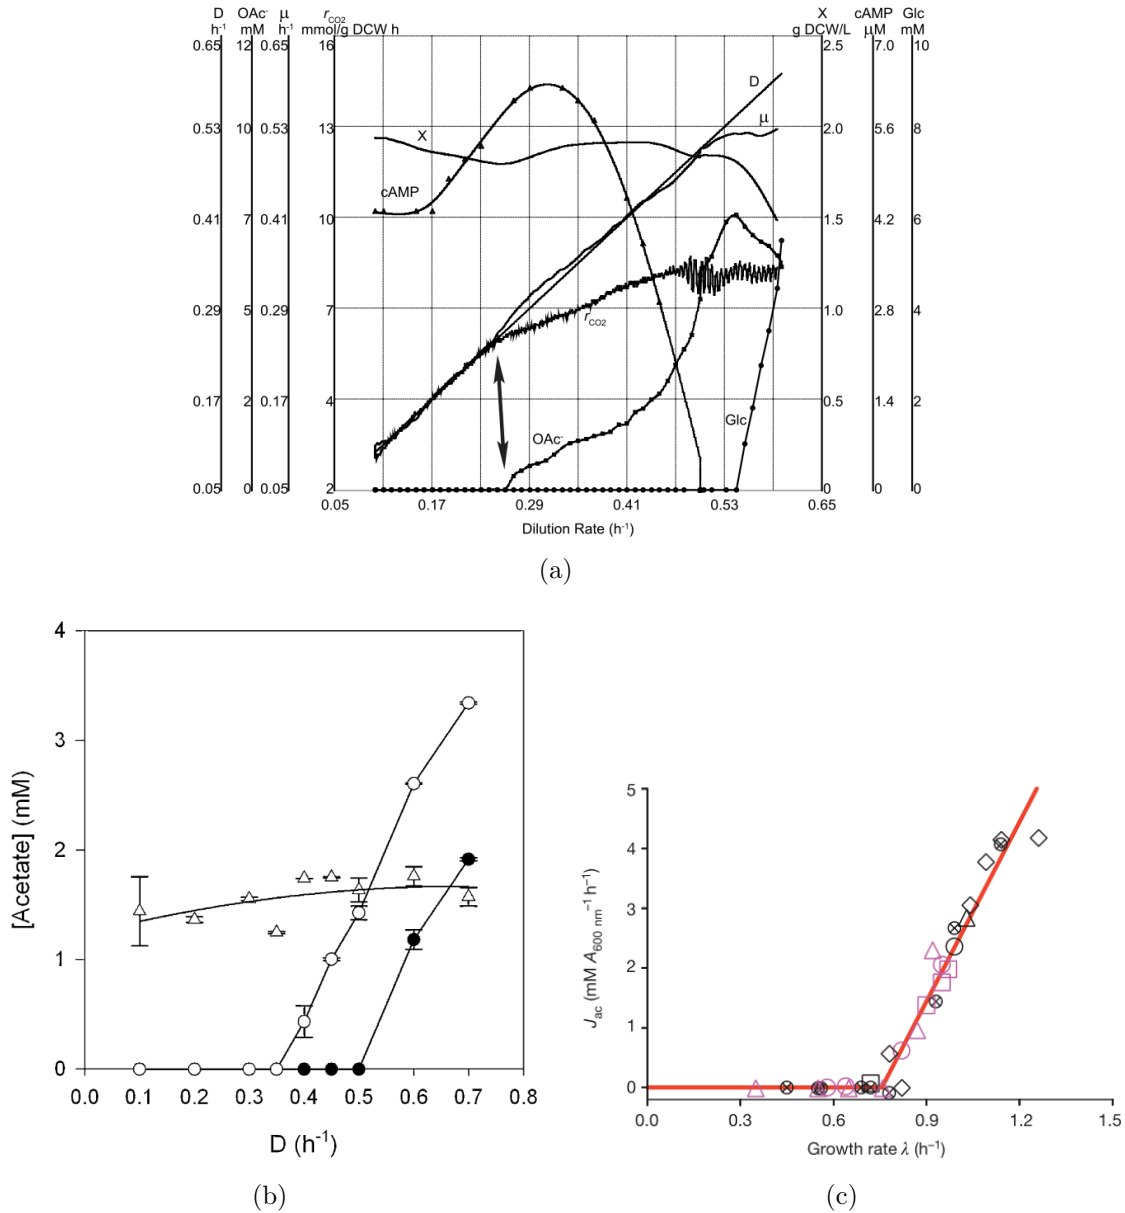 D OAc⁻ μ r_CO2 X cAMP Glc
h⁻¹ mM h⁻¹ mmol/g DCW h g DCW/L μM mM
0.65 12 0.65 16 2.5 7.0 10
D
μ
0.53 10 0.53 13 2.0 5.6 8
X
cAMP
0.41 7 0.41 10 1.5 4.2 6
0.29 5 0.29 7 1.0 2.8 4
r_CO2
0.17 2 0.17 4 0.5 1.4 2
Glc
OAc⁻
0.05 0 0.05 2 0 0 0
0.05 0.17 0.29 0.41 0.53 0.65
Dilution Rate (h⁻¹)
(a)
4
3
2
1
0
[Acetate] (mM)
0.0 0.1 0.2 0.3 0.4 0.5 0.6 0.7 0.8
D (h⁻¹)
(b)
5
4
3
2
1
0
J_ac (mM A_600 nm⁻¹ h⁻¹)
0.0 0.3 0.6 0.9 1.2 1.5
Growth rate λ (h⁻¹)
(c)